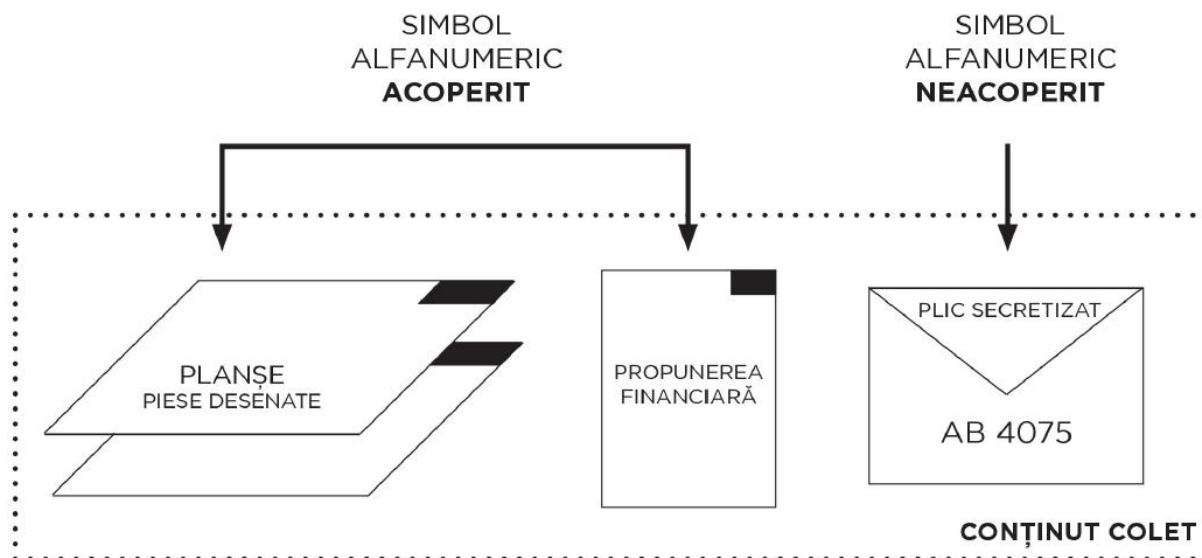 SIMBOL
ALFANUMERIC
ACOPERIT
SIMBOL
ALFANUMERIC
NEACOPERIT
PLANȘE
PIESE DESENATE
PROPUNEREA
FINANCIARĂ
PLIC SECRETIZAT
AB 4075
CONȚINUT COLET